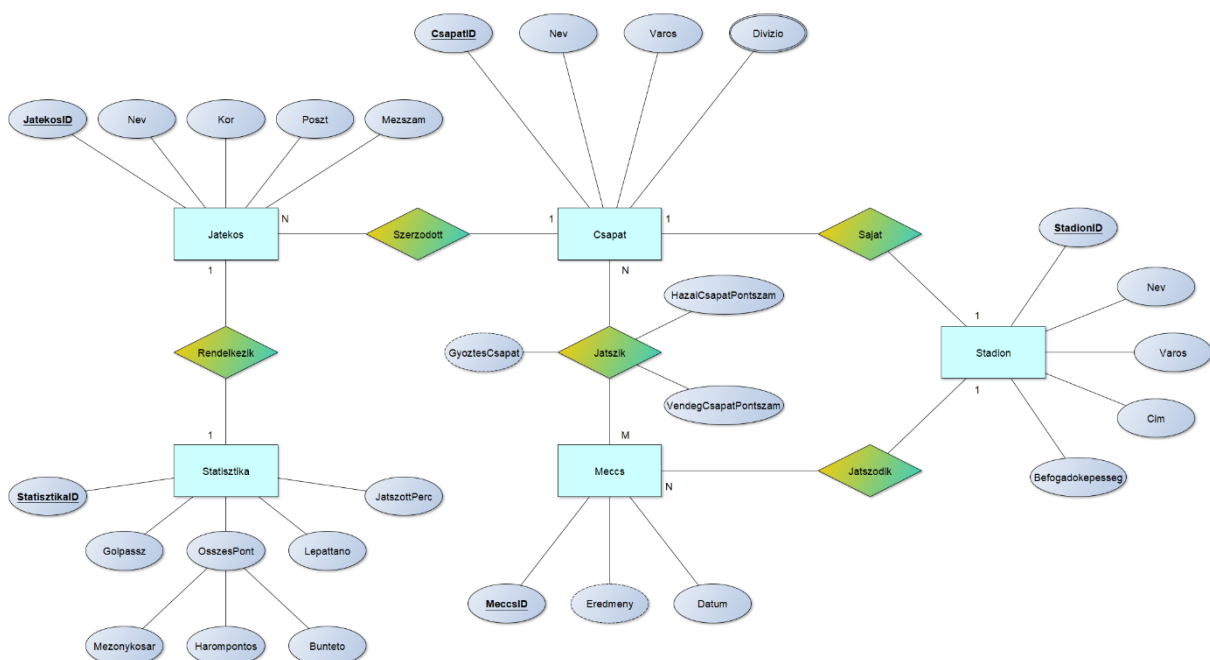 CsapatID
Nev
Varos
Divizio
JatekosID
Nev
Kor
Poszt
Mezszam
N
1
1
Jatekos
Szerzodott
Csapat
Sajat
StadionID
1
N
Nev
HazaiCsapatPontszam
1
Rendelkezik
GyoztesCsapat
Jatszik
Stadion
Varos
VendegCsapatPontszam
1
Cim
1
M
Statisztika
Meccs
Jatszodik
Befogadokepesseg
N
StatisztikaID
JatszottPerc
Golpassz
OsszesPont
Lepattano
MeccsID
Eredmeny
Datum
Mezonykosar
Harompontos
Bunteto